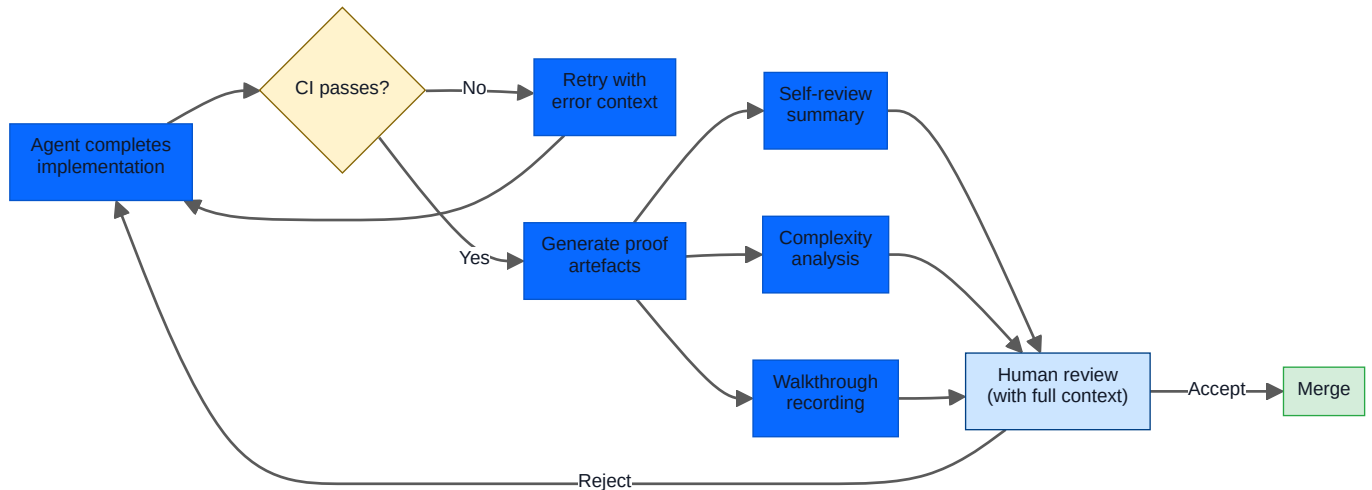 Agent completes
implementation
CI passes?
No
Retry with
error context
Yes
Generate proof
artefacts
Self-review
summary
Complexity
analysis
Walkthrough
recording
Human review
(with full context)
Accept
Merge
Reject